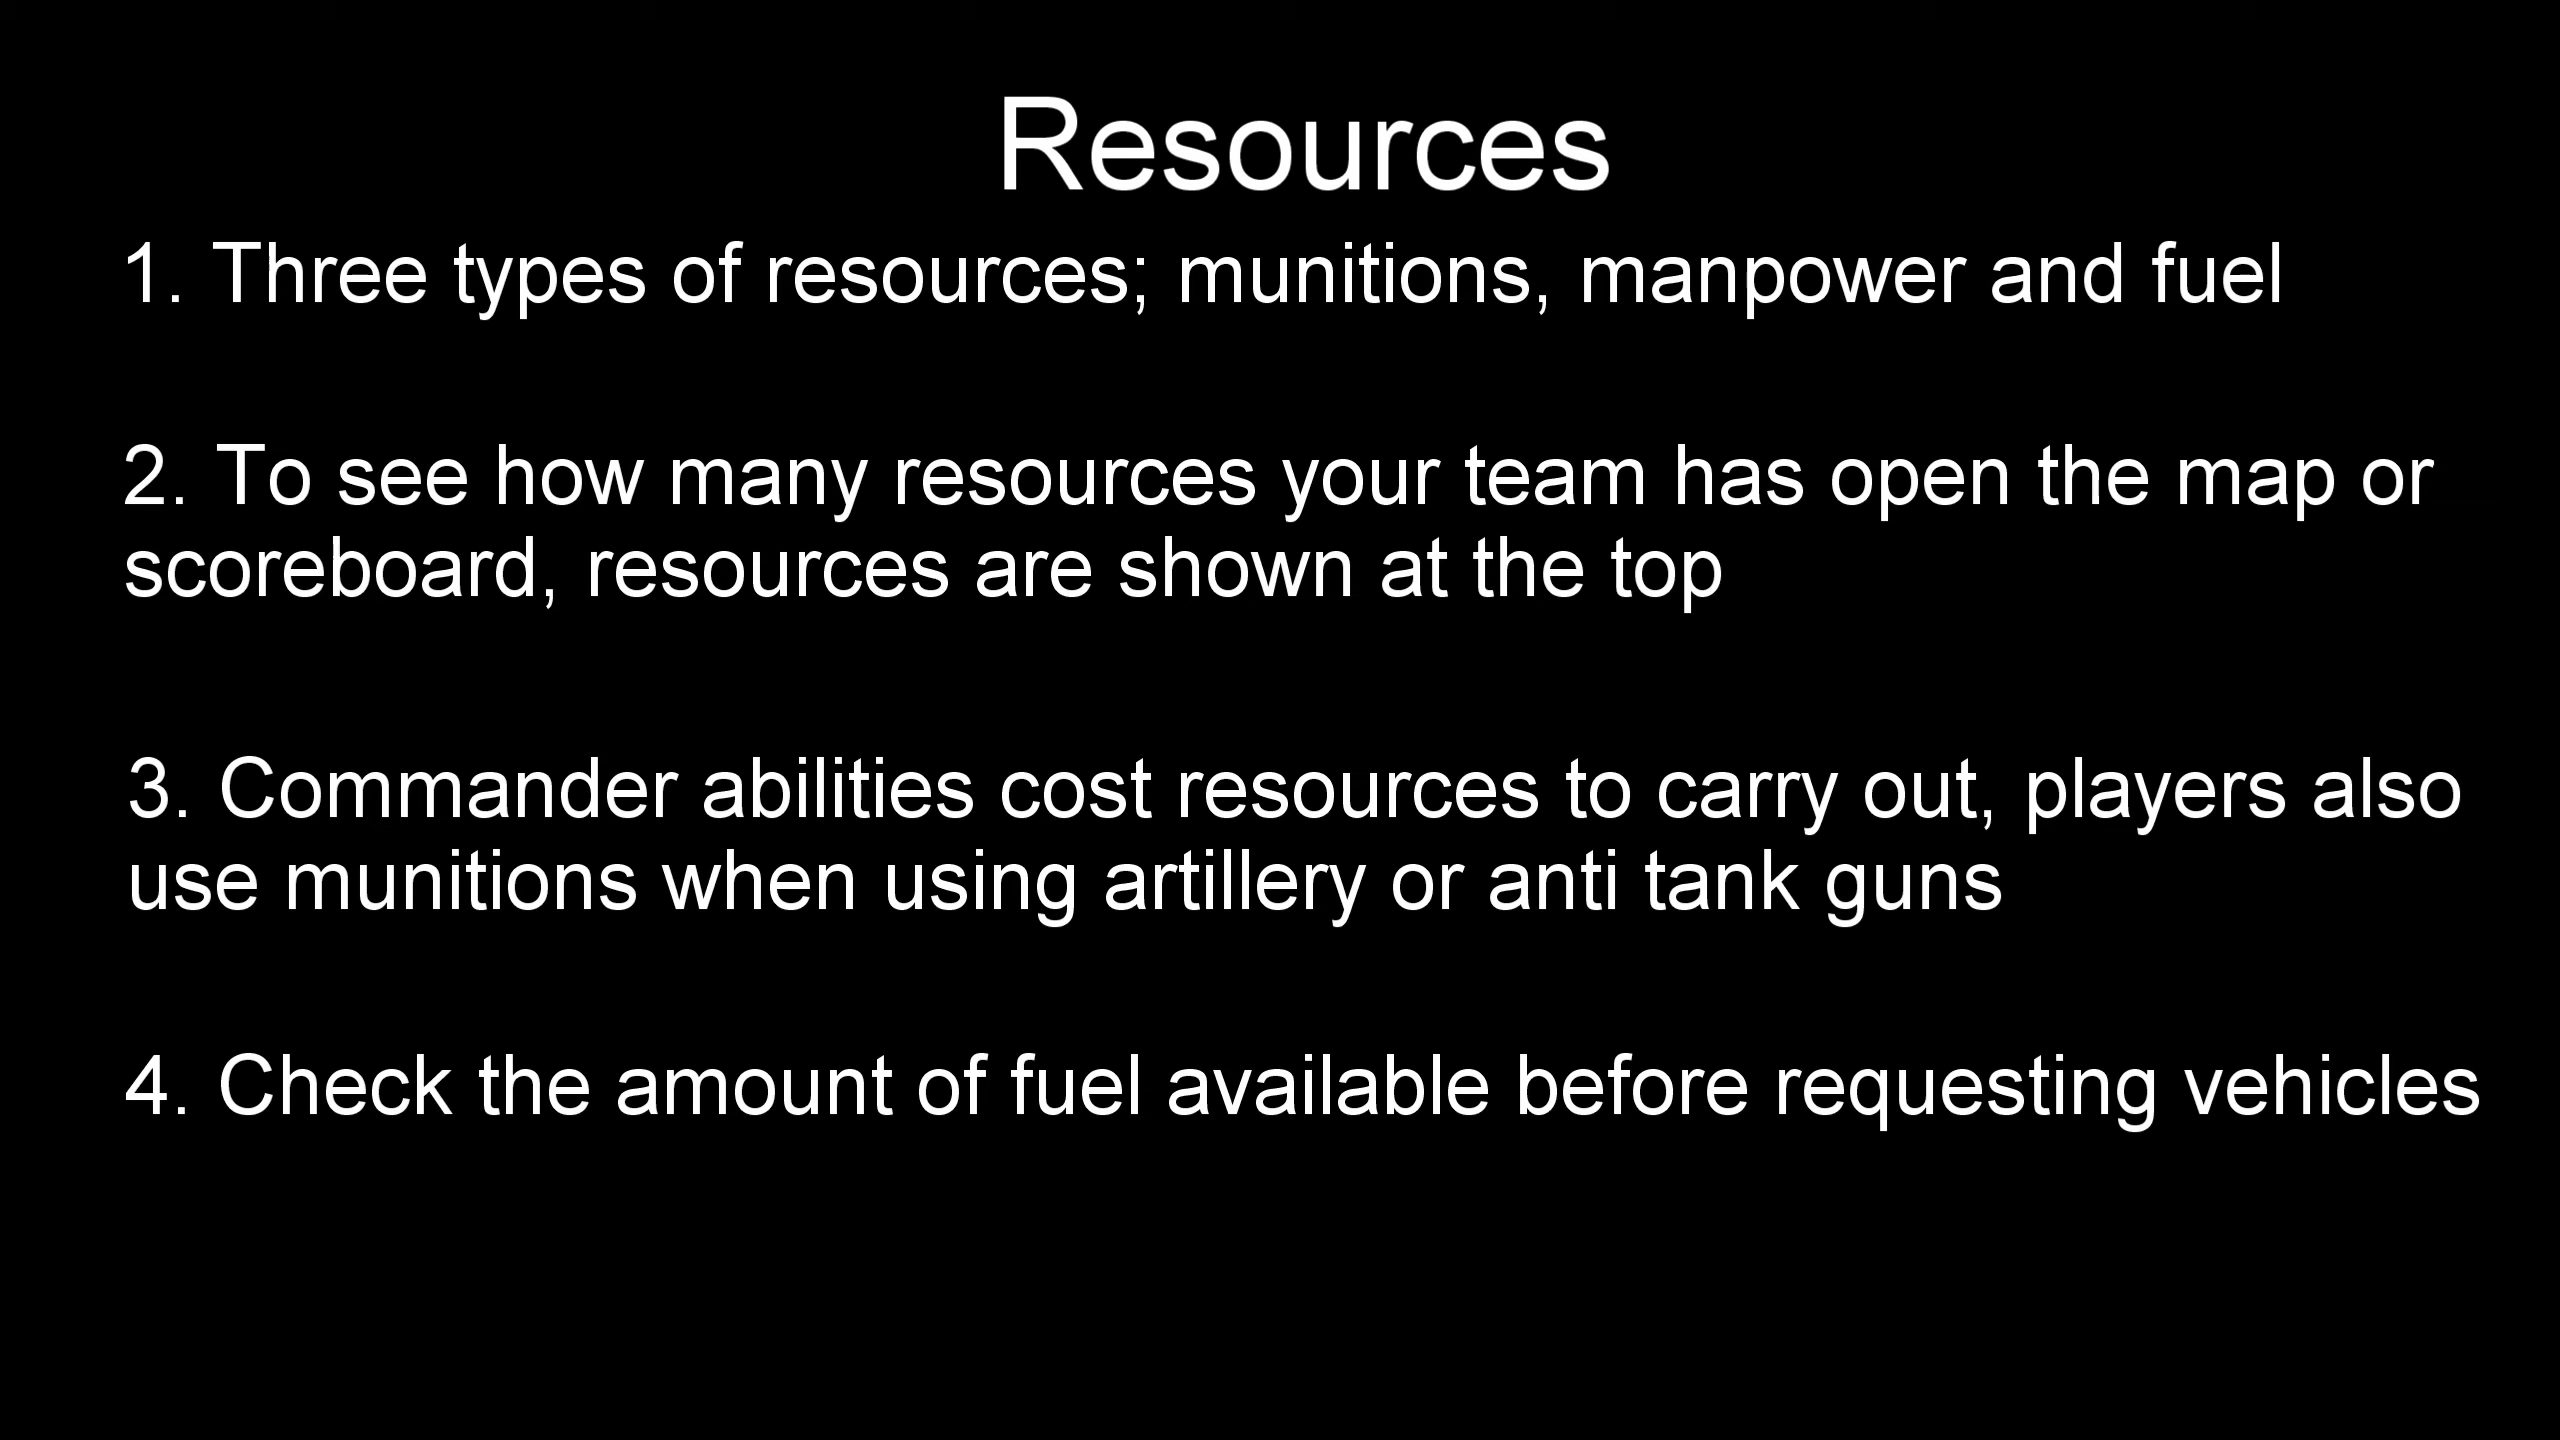 Resources
1. Three types of resources; munitions, manpower and fuel
2. To see how many resources your team has open the map or
scoreboard, resources are shown at the top
3. Commander abilities cost resources to carry out, players also
use munitions when using artillery or anti tank guns
4. Check the amount of fuel available before requesting vehicles